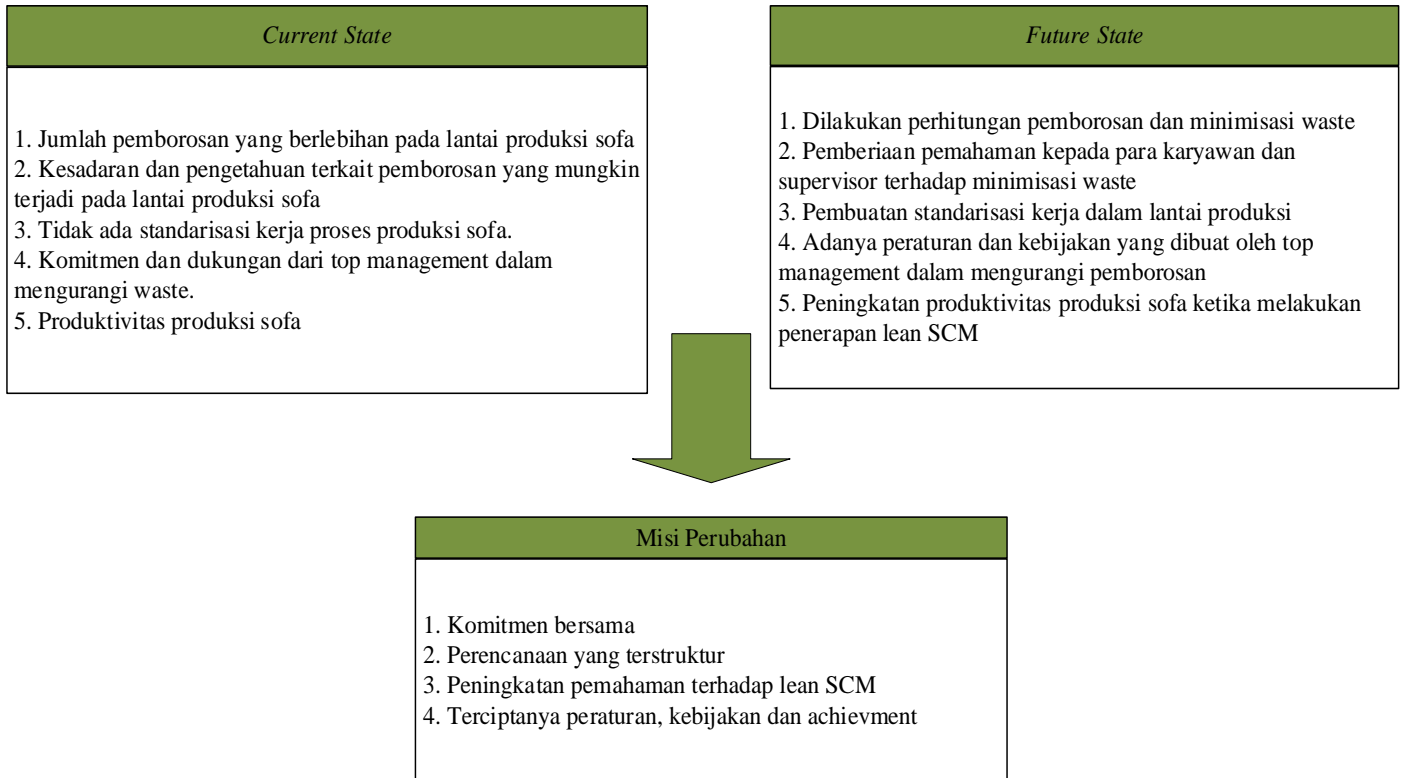 Current State
1. Jumlah pemborosan yang berlebihan pada lantai produksi sofa
2. Kesadaran dan pengetahuan terkait pemborosan yang mungkin
terjadi pada lantai produksi sofa
3. Tidak ada standarisasi kerja proses produksi sofa.
4. Komitmen dan dukungan dari top management dalam
mengurangi waste.
5. Produktivitas produksi sofa
Future State
1. Dilakukan perhitungan pemborosan dan minimisasi waste
2. Pemberiaan pemahaman kepada para karyawan dan
supervisor terhadap minimisasi waste
3. Pembuatan standarisasi kerja dalam lantai produksi
4. Adanya peraturan dan kebijakan yang dibuat oleh top
management dalam mengurangi pemborosan
5. Peningkatan produktivitas produksi sofa ketika melakukan
penerapan lean SCM
Misi Perubahan
1. Komitmen bersama
2. Perencanaan yang terstruktur
3. Peningkatan pemahaman terhadap lean SCM
4. Terciptanya peraturan, kebijakan dan achievment